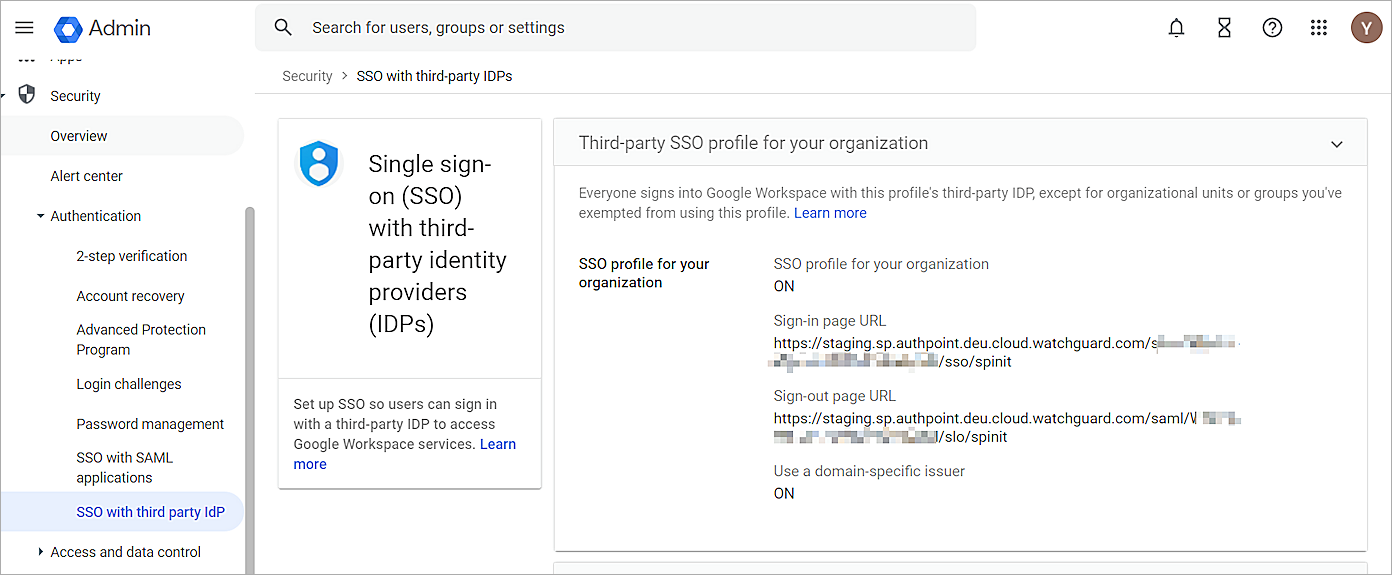 Admin
Search for users, groups or settings
Y
Apps
Security
Overview
Alert center
Authentication
2-step verification
Account recovery
Advanced Protection
Program
Login challenges
Password management
SSO with SAML
applications
SSO with third party IdP
Access and data control
Security > SSO with third-party IDPs
Single sign-
on (SSO)
with third-
party identity
providers
(IDPs)
Set up SSO so users can sign in
with a third-party IDP to access
Google Workspace services. Learn
more
Third-party SSO profile for your organization
Everyone signs into Google Workspace with this profile's third-party IDP, except for organizational units or groups you've
exempted from using this profile. Learn more
SSO profile for your
organization
SSO profile for your organization
ON
Sign-in page URL
https://staging.sp.authpoint.deu.cloud.watchguard.com/s
/sso/spinit
Sign-out page URL
https://staging.sp.authpoint.deu.cloud.watchguard.com/saml/
/slo/spinit
Use a domain-specific issuer
ON